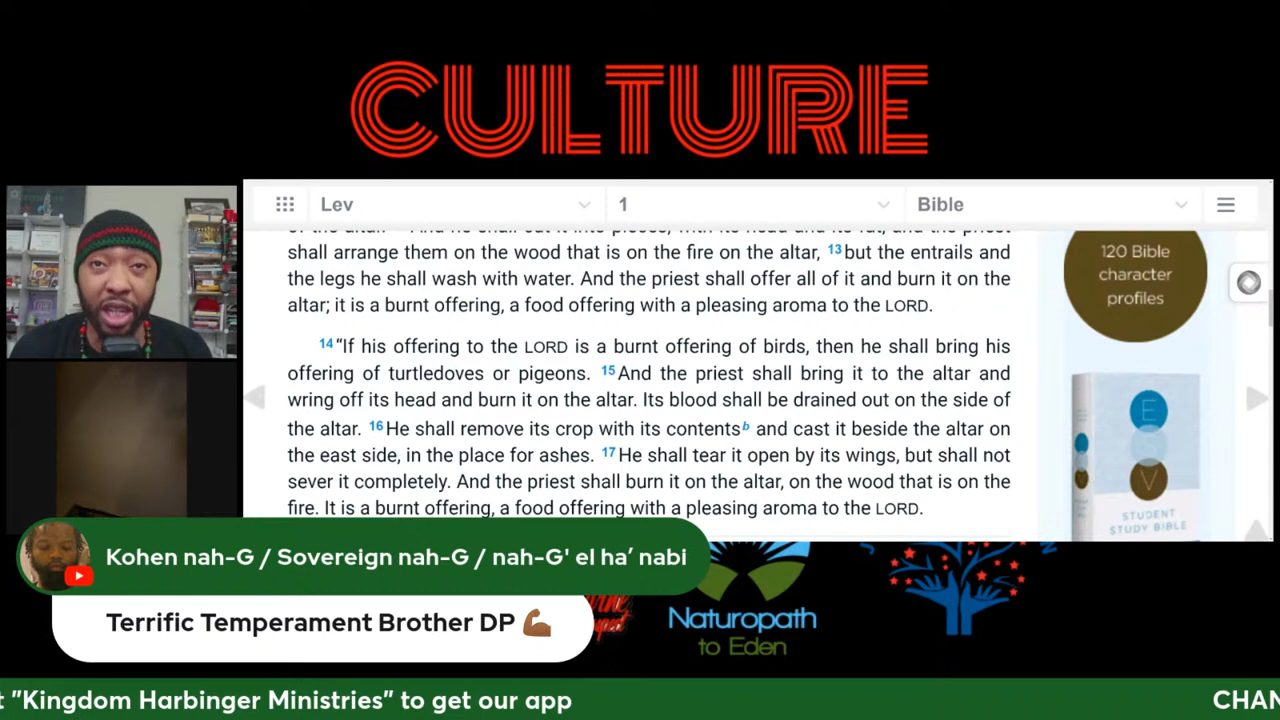 CULTURE
Lev
1
Bible
shall arrange them on the wood that is on the fire on the altar, 13 but the entrails and
the legs he shall wash with water. And the priest shall offer all of it and burn it on the
altar; it is a burnt offering, a food offering with a pleasing aroma to the LORD.
14 “If his offering to the LORD is a burnt offering of birds, then he shall bring his
offering of turtledoves or pigeons. 15 And the priest shall bring it to the altar and
wring off its head and burn it on the altar. Its blood shall be drained out on the side of
the altar. 16 He shall remove its crop with its contents b and cast it beside the altar on
the east side, in the place for ashes. 17 He shall tear it open by its wings, but shall not
sever it completely. And the priest shall burn it on the altar, on the wood that is on the
fire. It is a burnt offering, a food offering with a pleasing aroma to the LORD.
120 Bible
character
profiles
E
V
STUDENT
STUDY BIBLE
Kohen nah-G / Sovereign nah-G / nah-G' el ha’ nabi
Terrific Temperament Brother DP 💪🏾
Naturopath
to Eden
t "Kingdom Harbinger Ministries" to get our app
CHAN